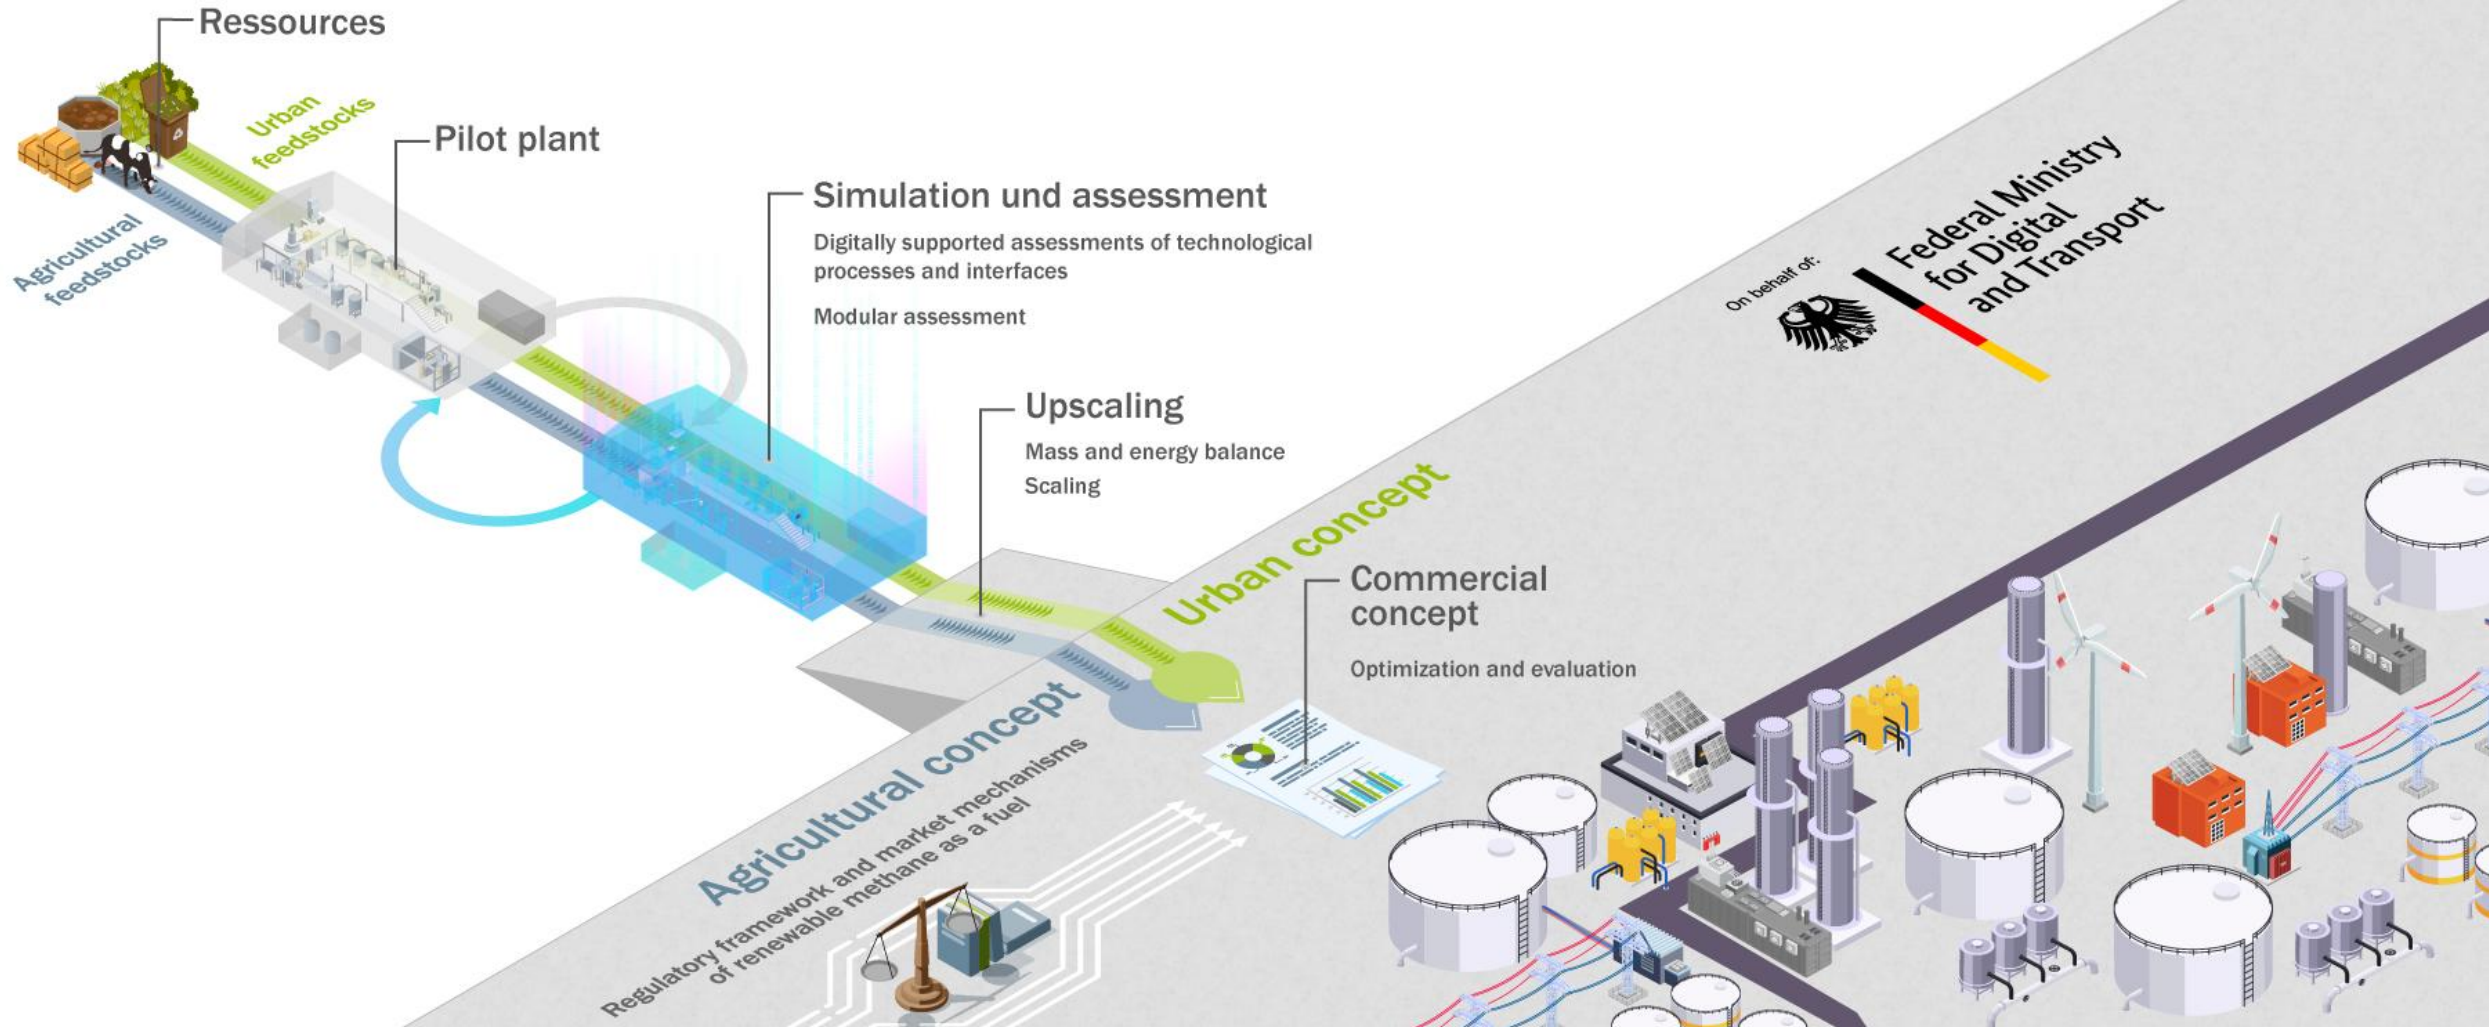 Ressources
Urban
feedstocks
Agricultural
feedstocks
Pilot plant
Simulation und assessment
Digitally supported assessments of technological
processes and interfaces
Modular assessment
Upscaling
Mass and energy balance
Scaling
Urban concept
Agricultural concept
Regulatory framework and market mechanisms
of renewable methane as a fuel
Commercial
concept
Optimization and evaluation
On behalf of:
Federal Ministry
for Digital
and Transport